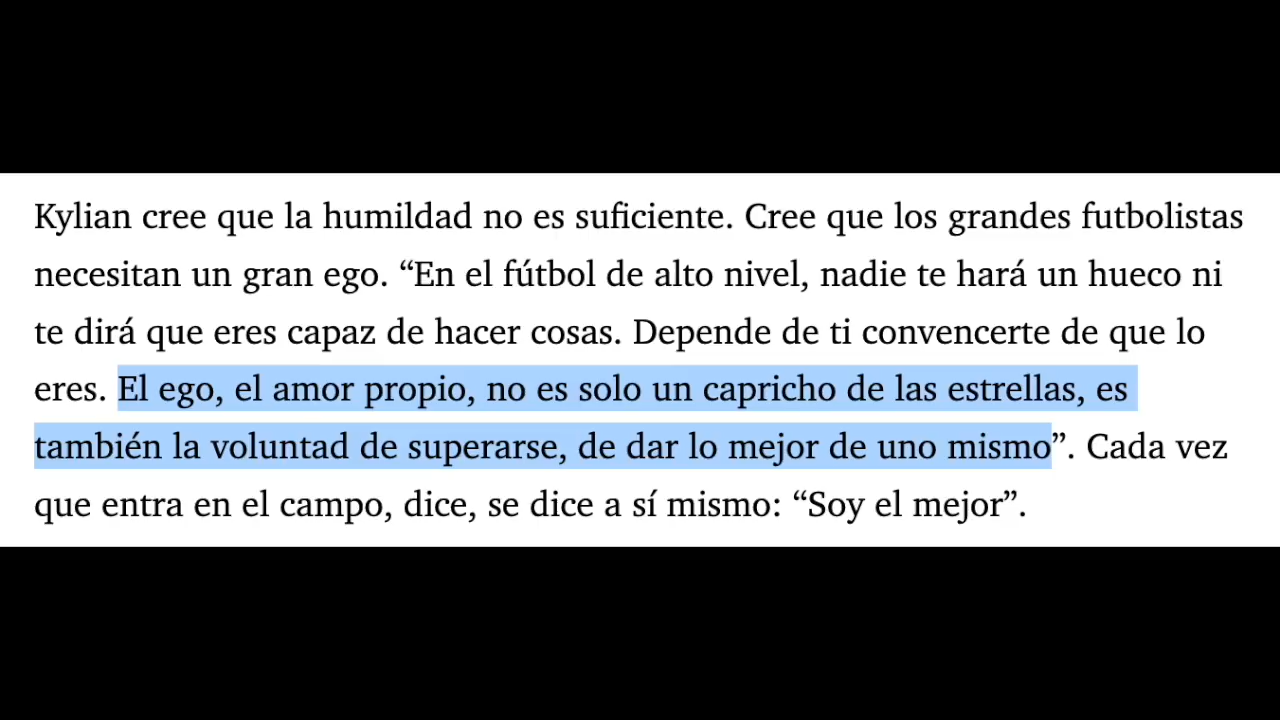 Kylian cree que la humildad no es suficiente. Cree que los grandes futbolistas
necesitan un gran ego. “En el fútbol de alto nivel, nadie te hará un hueco ni
te dirá que eres capaz de hacer cosas. Depende de ti convencerte de que lo
eres. El ego, el amor propio, no es solo un capricho de las estrellas, es
también la voluntad de superarse, de dar lo mejor de uno mismo”. Cada vez
que entra en el campo, dice, se dice a sí mismo: “Soy el mejor”.